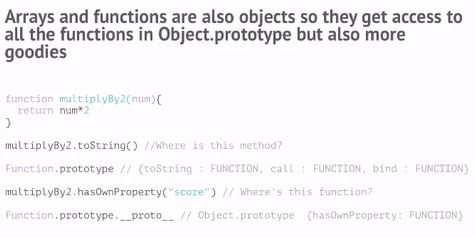 Arrays and functions are also objects so they get access to
all the functions in Object.prototype but also more
goodies
function multiplyBy2(num){
  return num*2
}
multiplyBy2.toString() //Where is this method?
Function.prototype // {toString : FUNCTION, call : FUNCTION, bind : FUNCTION}
multiplyBy2.hasOwnProperty("score") // Where's this function?
Function.prototype.__proto__ // Object.prototype {hasOwnProperty: FUNCTION}